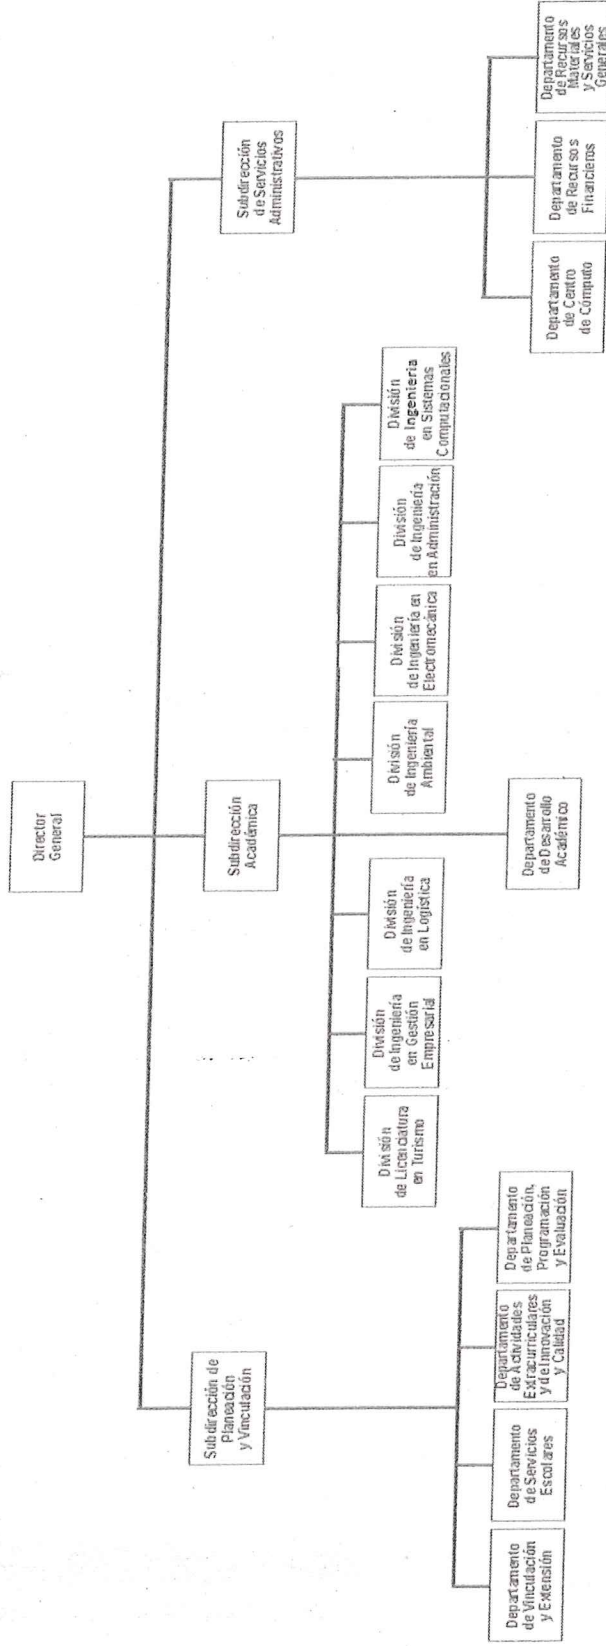 Director
General
Subdirección de
Planeación
y Vinculación
Subdirección
Académica
Subdirección
de Servicios
Administrativos
División
de Licenciatura
en Turismo
División
de Ingeniería
en Gestión
Empresarial
División
de Ingeniería
en Logística
División
de Ingeniería
Ambiental
División
de Ingeniería en
Electromecánica
División
de Ingeniería
en Administración
División
de Ingenieria
en Sistemas
Computacionales
Departamento
de Vinculación
y Extensión
Departamento
de Servicios
Escolares
Departamento
de Actividades
Extracurriculares
y de Innovación
y Calidad
Departamento
de Planeación,
Programación
y Evaluación
Departamento
de Desarrollo
Académico
Departamento
de Centro
de Cómputo
Departamento
de Recursos
Financieros
Departamento
de Recursos
Materiales
y Servicios
Generales